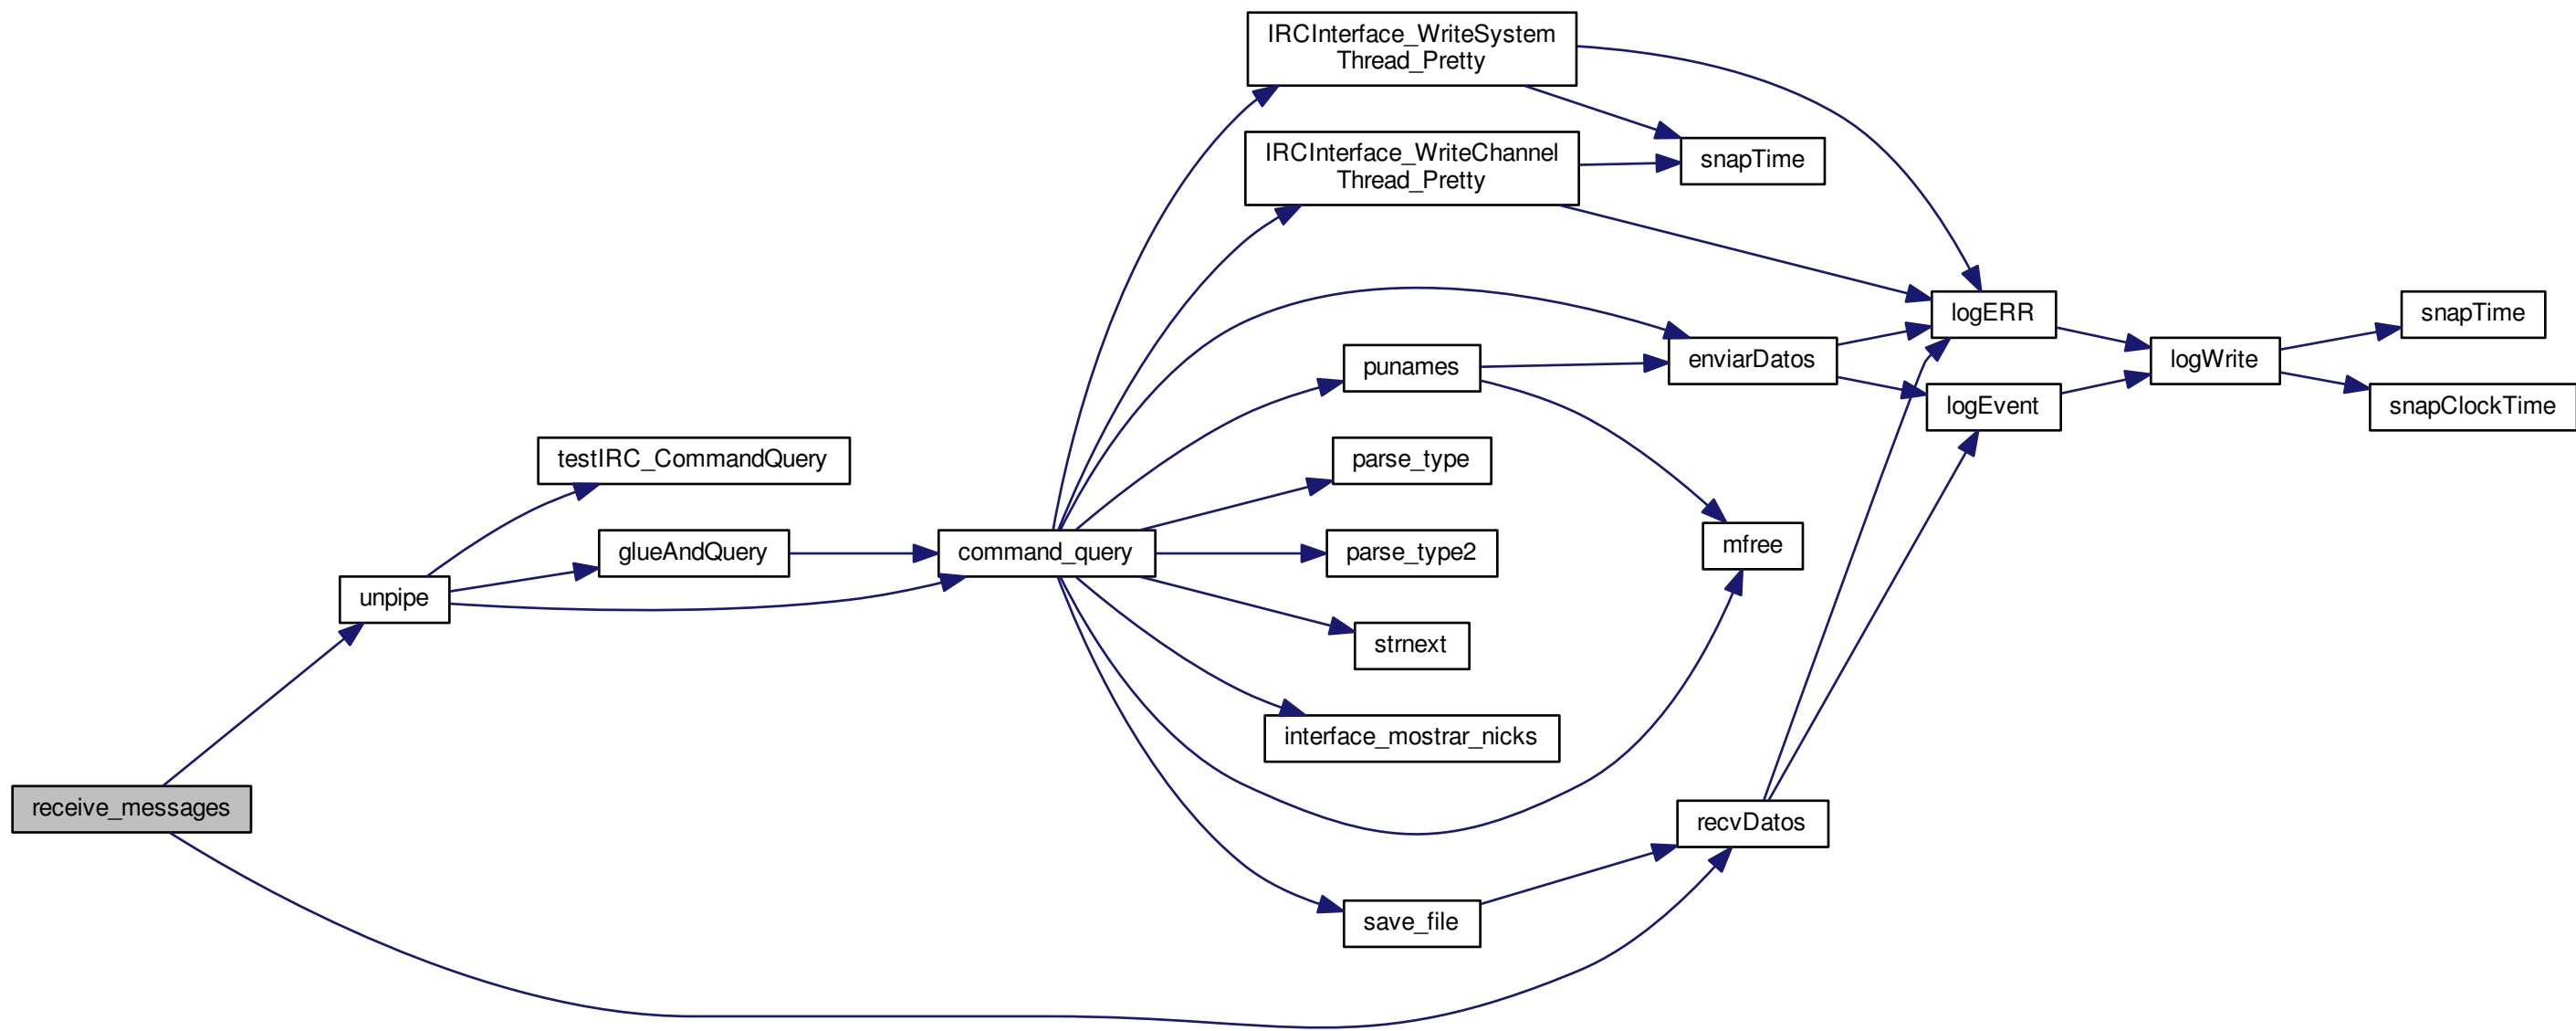 IRCInterface_WriteSystem
Thread_Pretty
IRCInterface_WriteChannel
Thread_Pretty
snapTime
logERR
snapTime
logWrite
punames
enviarDatos
logEvent
snapClockTime
testIRC_CommandQuery
parse_type
glueAndQuery
command_query
parse_type2
mfree
unpipe
strnext
interface_mostrar_nicks
receive_messages
recvDatos
save_file